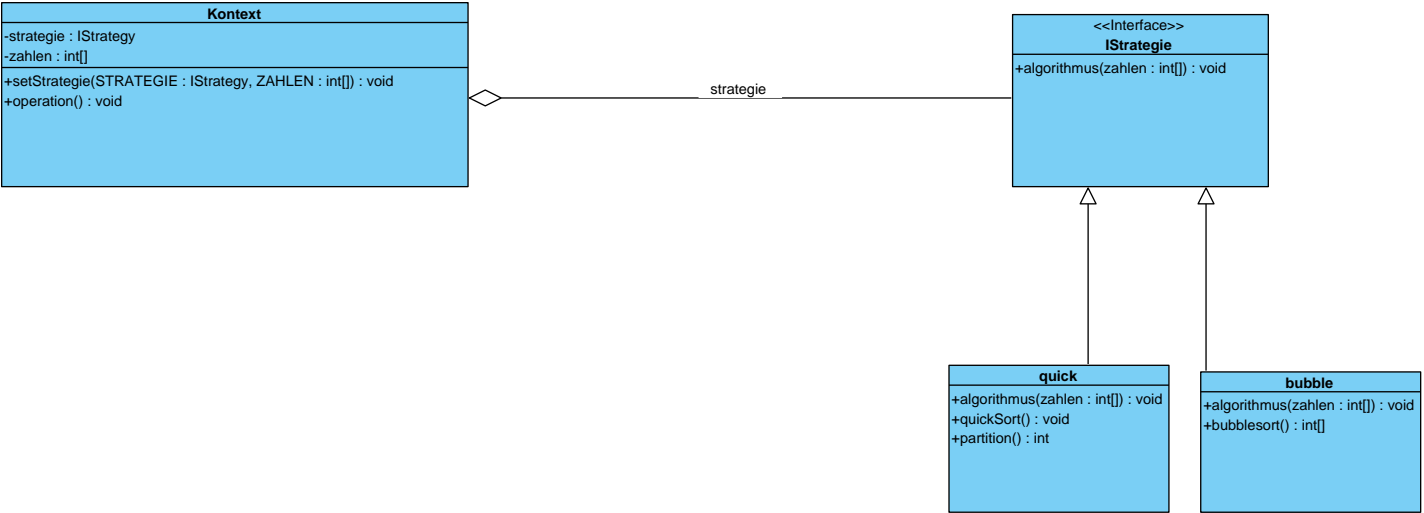 Kontext
-strategie : IStrategy
-zahlen : int[]
+setStrategie(STRATEGIE : IStrategy, ZAHLEN : int[]) : void
+operation() : void
strategie
<<Interface>>
IStrategie
+algorithmus(zahlen : int[]) : void
quick
+algorithmus(zahlen : int[]) : void
+quickSort() : void
+partition() : int
bubble
+algorithmus(zahlen : int[]) : void
+bubblesort() : int[]